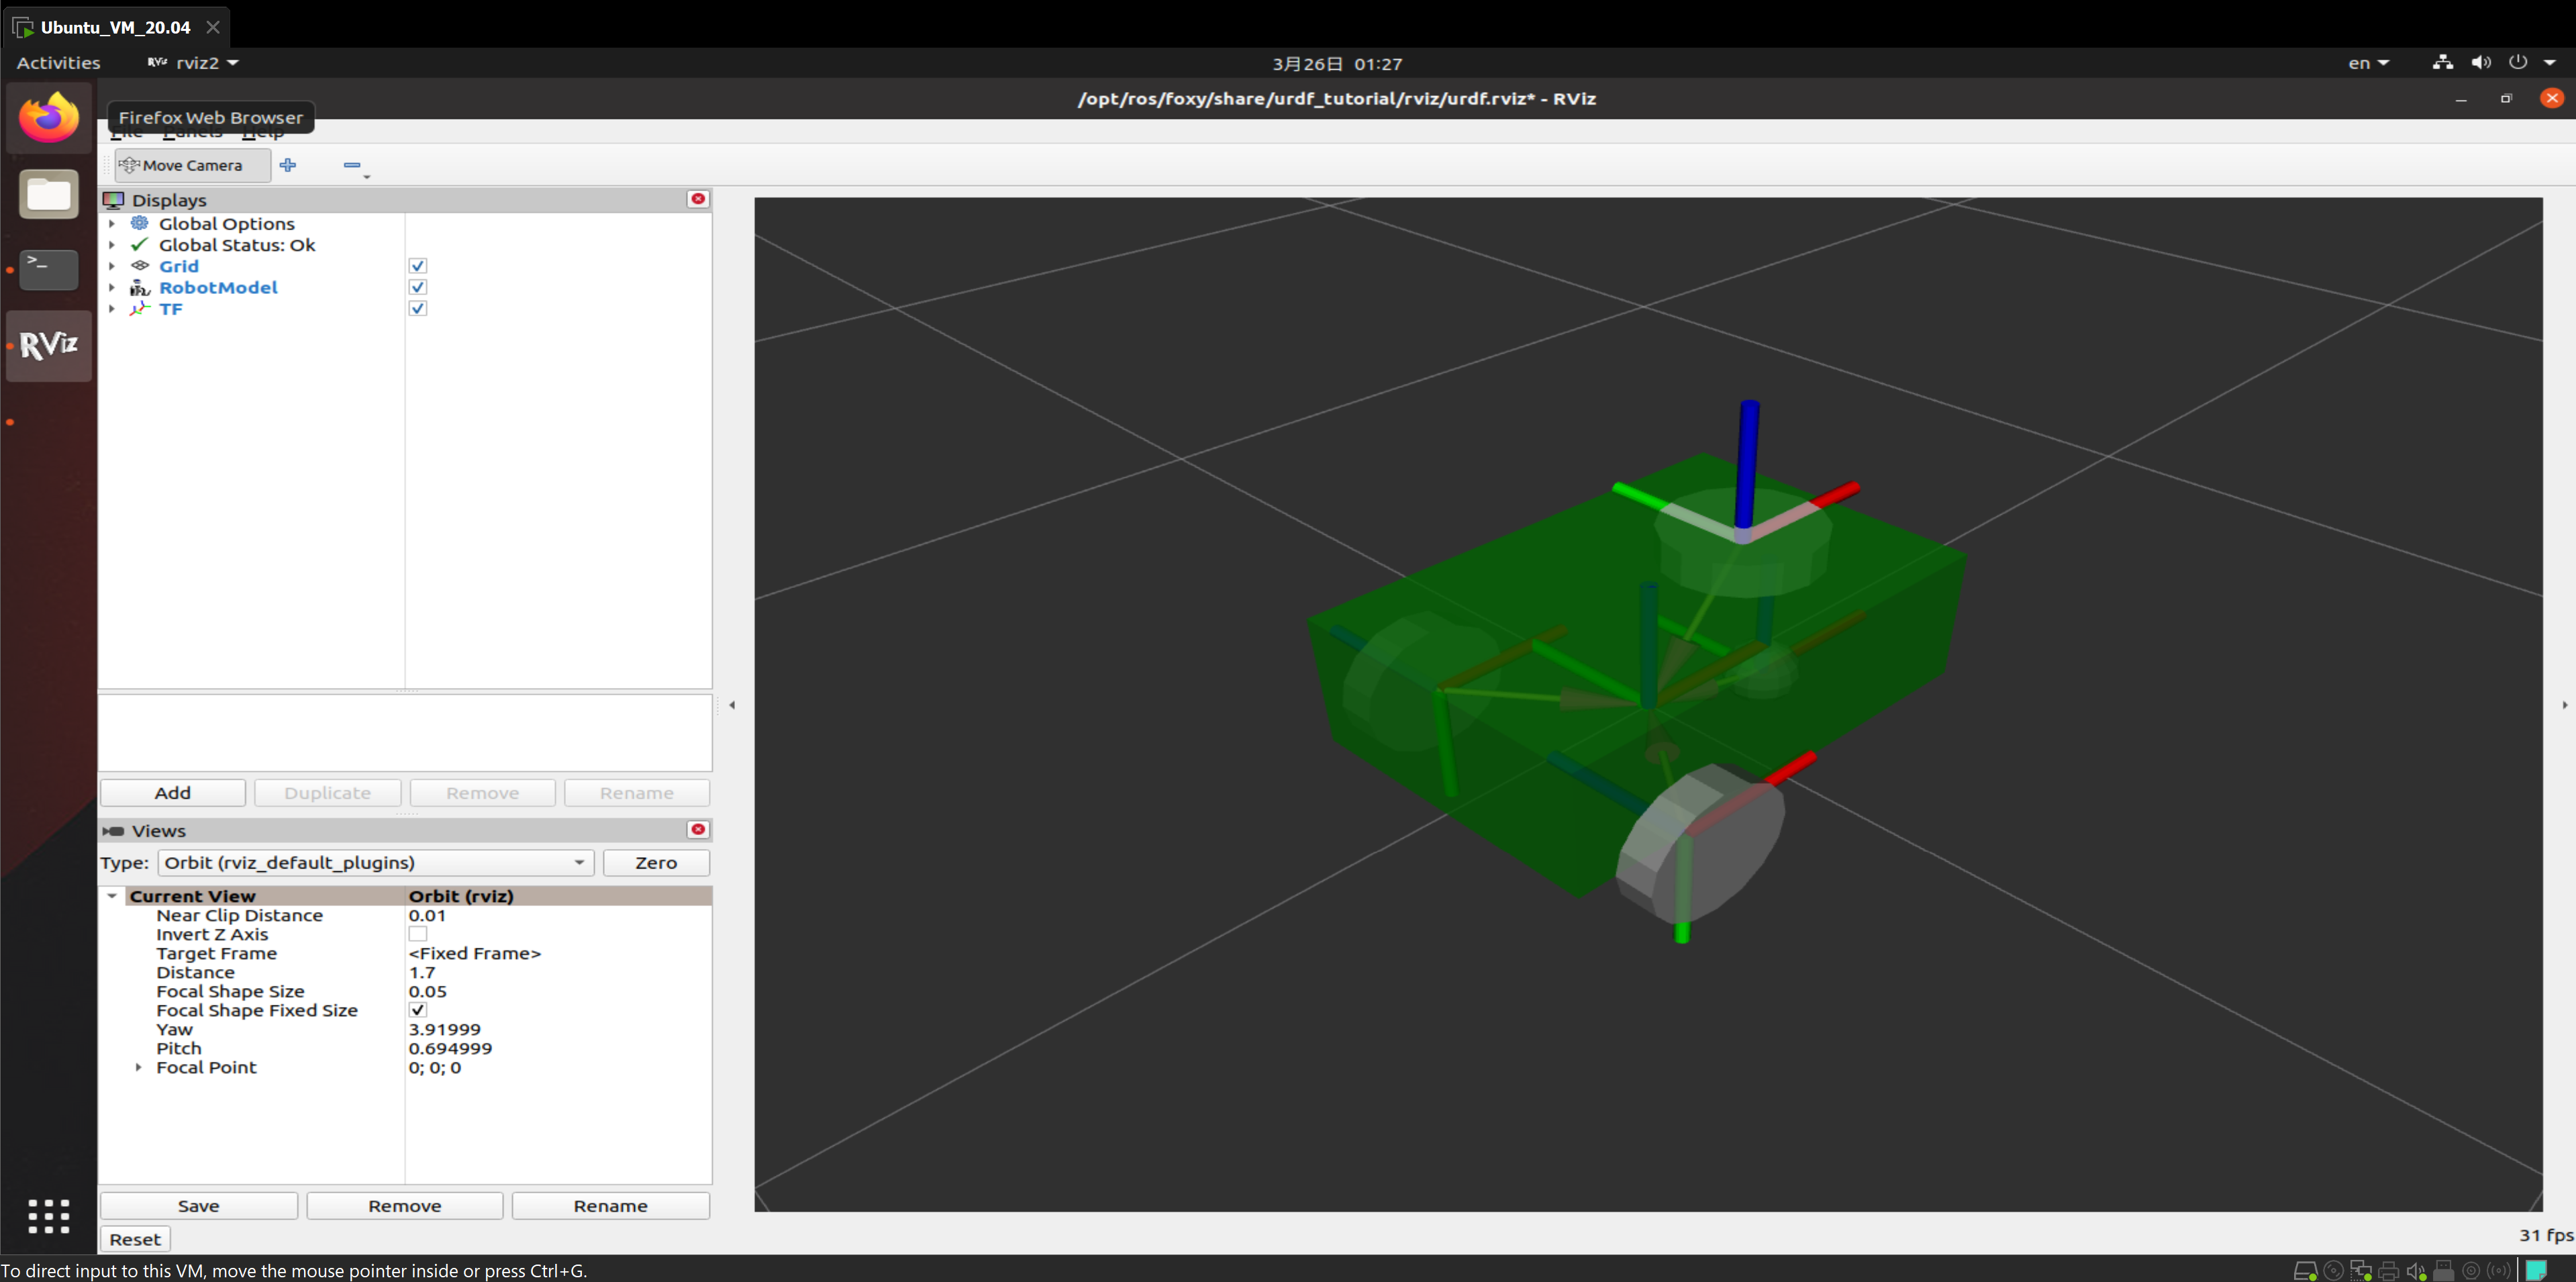 Ubuntu_VM_20.04
Activities
RViz rviz2
3月26日 01:27
en
/opt/ros/foxy/share/urdf_tutorial/rviz/urdf.rviz* - RViz
Firefox Web Browser
File Panels Help
Move Camera
Displays
Global Options
Global Status: Ok
Grid
RobotModel
TF
RViz
Add Duplicate Remove Rename
Views
Type: Orbit (rviz_default_plugins) Zero
Current View Orbit (rviz)
Near Clip Distance 0.01
Invert Z Axis
Target Frame <Fixed Frame>
Distance 1.7
Focal Shape Size 0.05
Focal Shape Fixed Size
Yaw 3.91999
Pitch 0.694999
Focal Point 0; 0; 0
Save Remove Rename
Reset
31 fps
To direct input to this VM, move the mouse pointer inside or press Ctrl+G.